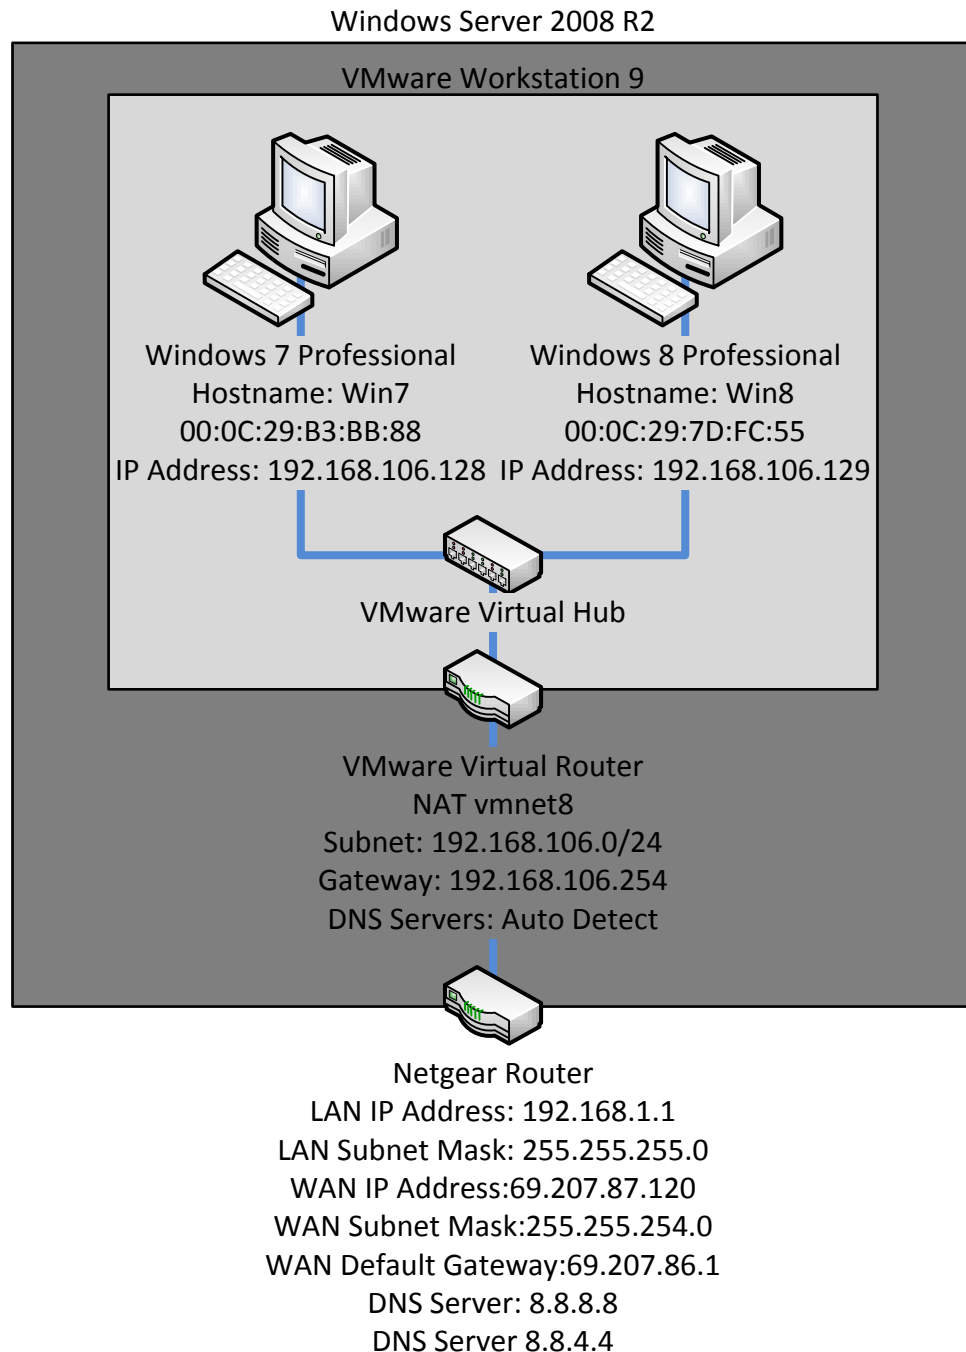 Windows Server 2008 R2
VMware Workstation 9
Windows 7 Professional
Hostname: Win7
00:0C:29:B3:BB:88
IP Address: 192.168.106.128
Windows 8 Professional
Hostname: Win8
00:0C:29:7D:FC:55
IP Address: 192.168.106.129
VMware Virtual Hub
VMware Virtual Router
NAT vmnet8
Subnet: 192.168.106.0/24
Gateway: 192.168.106.254
DNS Servers: Auto Detect
Netgear Router
LAN IP Address: 192.168.1.1
LAN Subnet Mask: 255.255.255.0
WAN IP Address:69.207.87.120
WAN Subnet Mask:255.255.254.0
WAN Default Gateway:69.207.86.1
DNS Server: 8.8.8.8
DNS Server 8.8.4.4